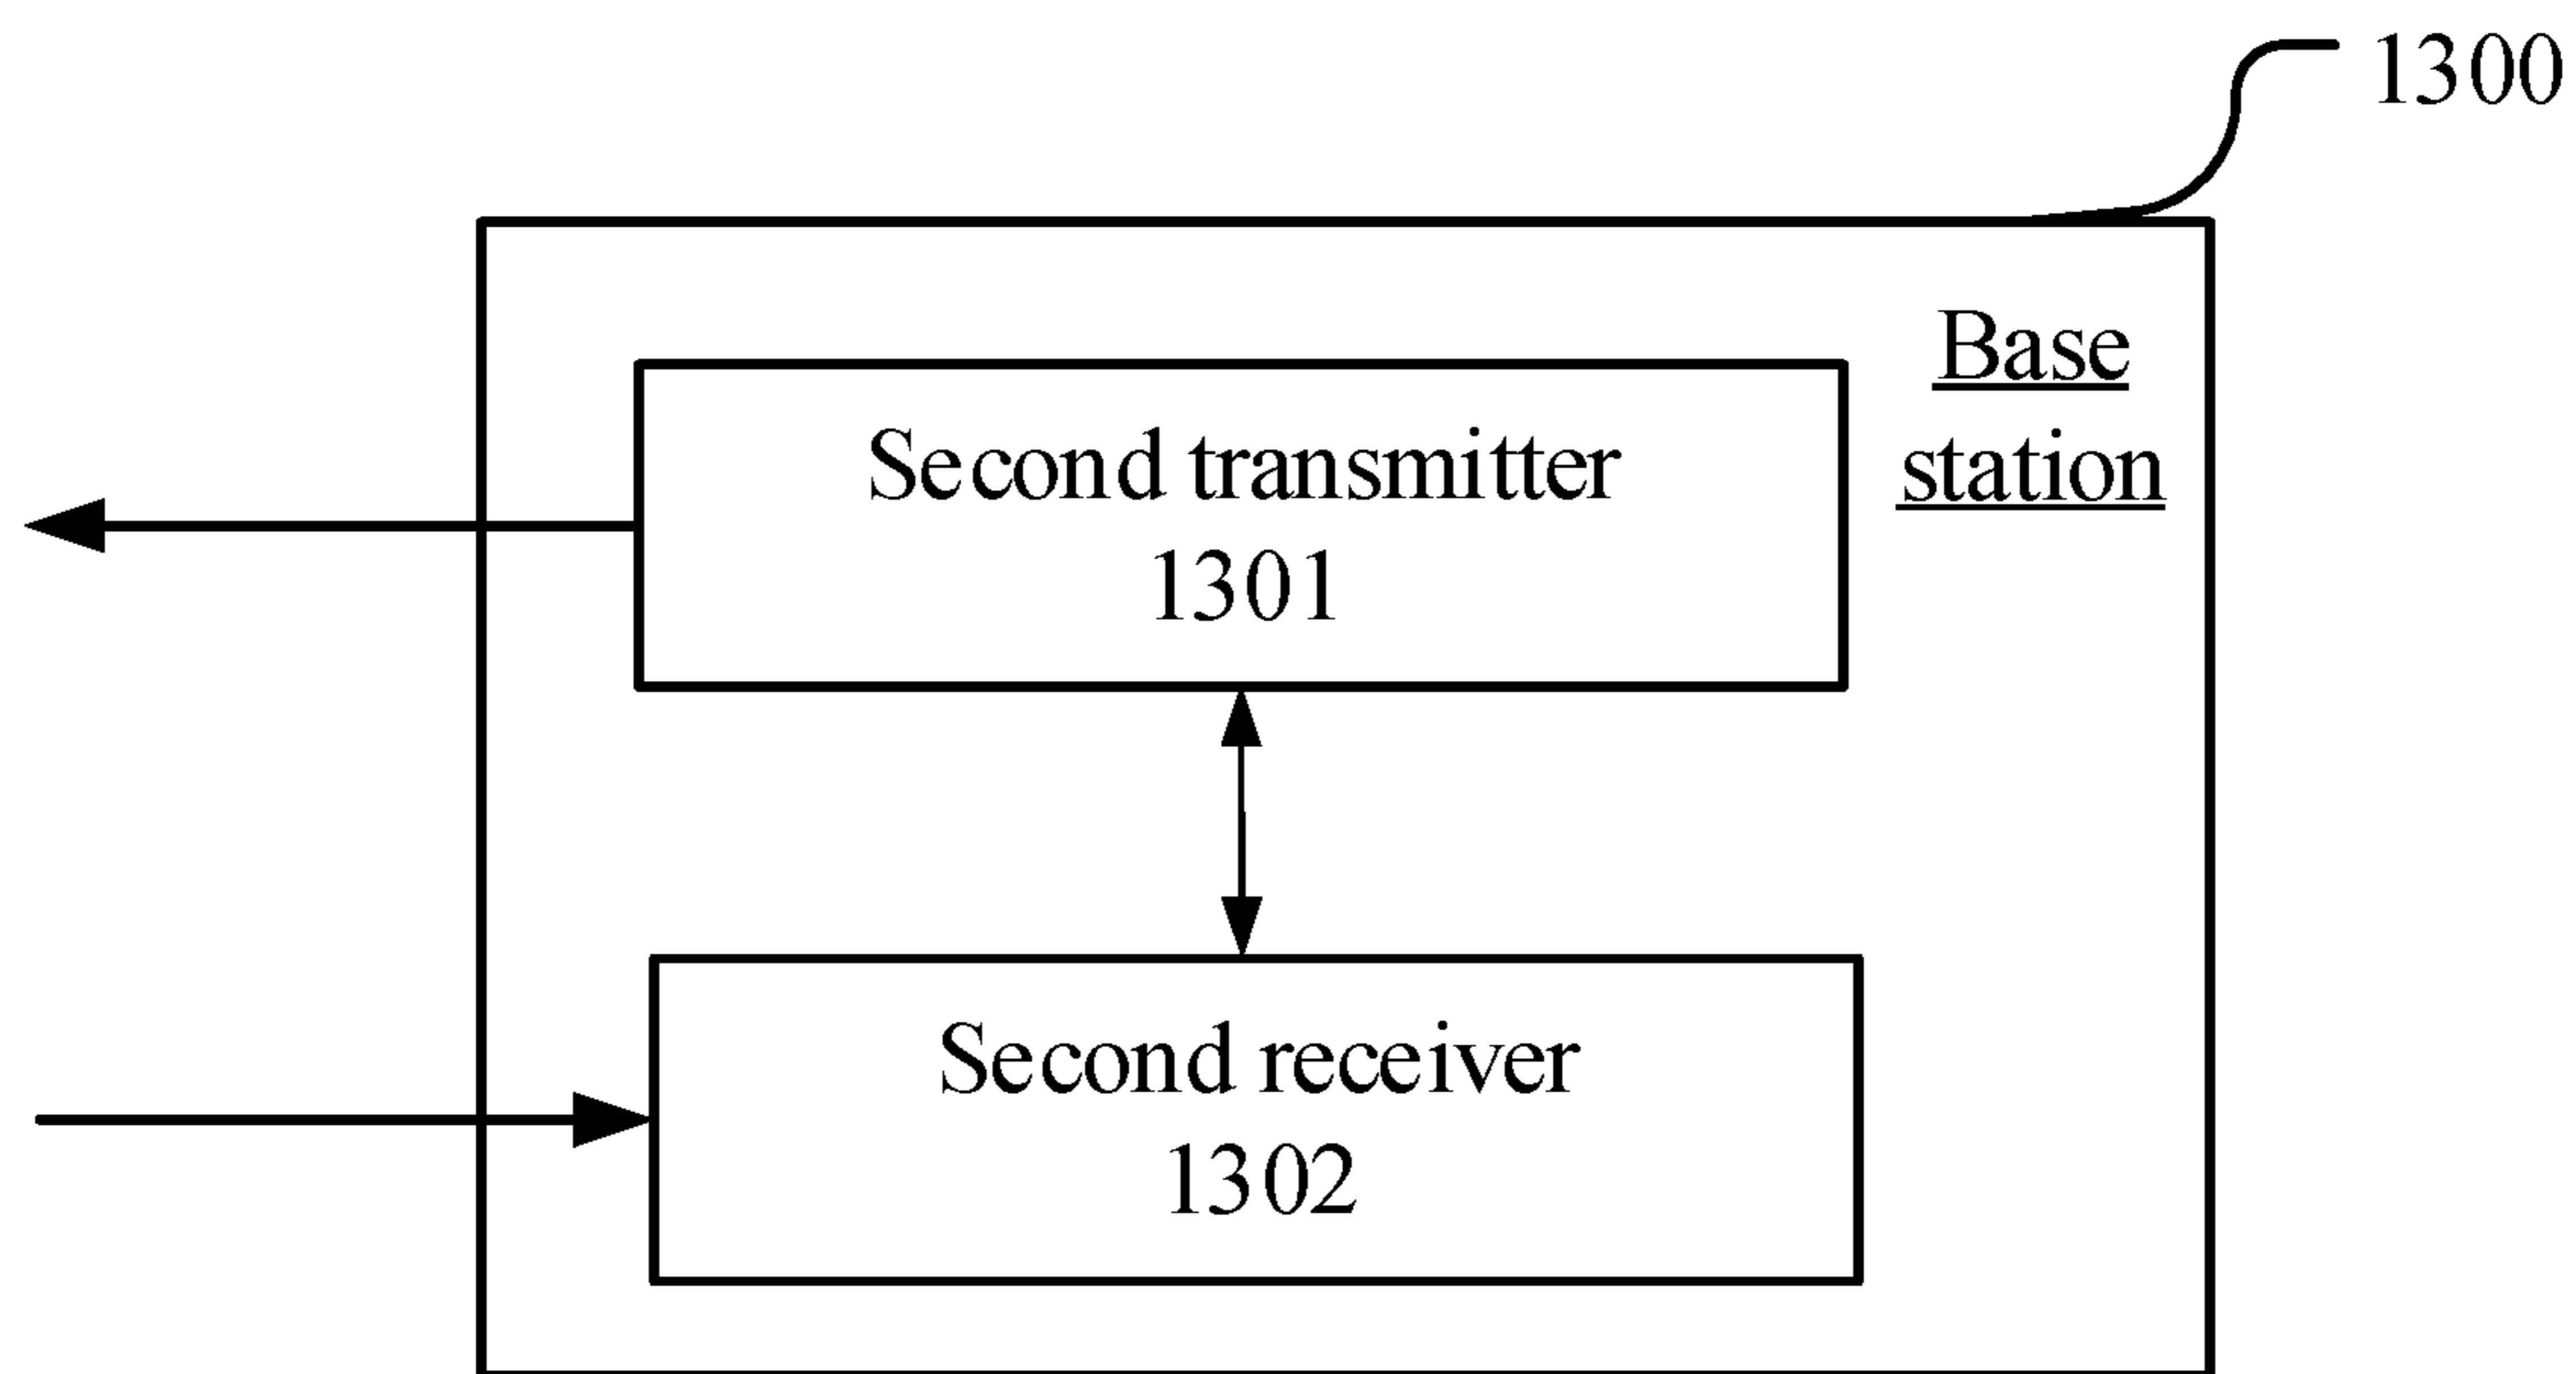 1300
Base
station
Second transmitter
1301
Second receiver
1302